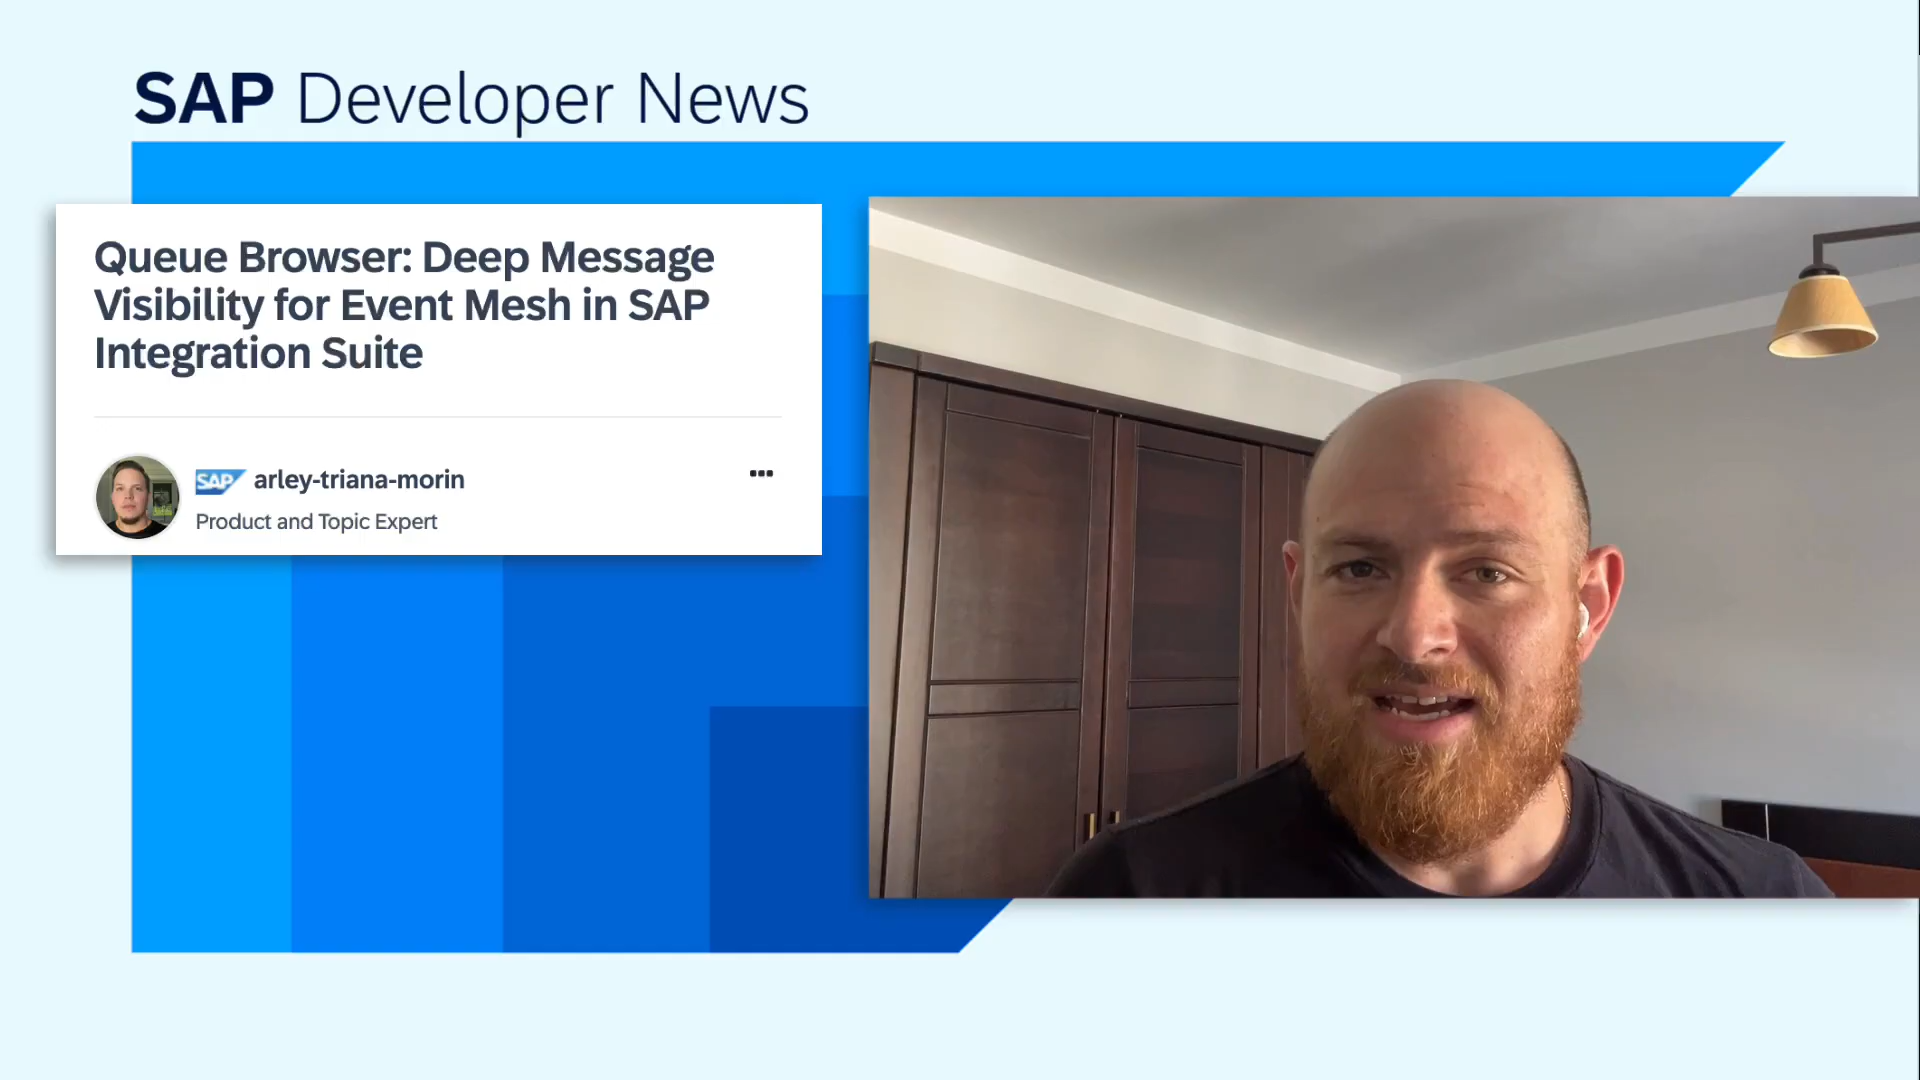 SAP Developer News
Queue Browser: Deep Message
Visibility for Event Mesh in SAP
Integration Suite
SAP arley-triana-morin
Product and Topic Expert